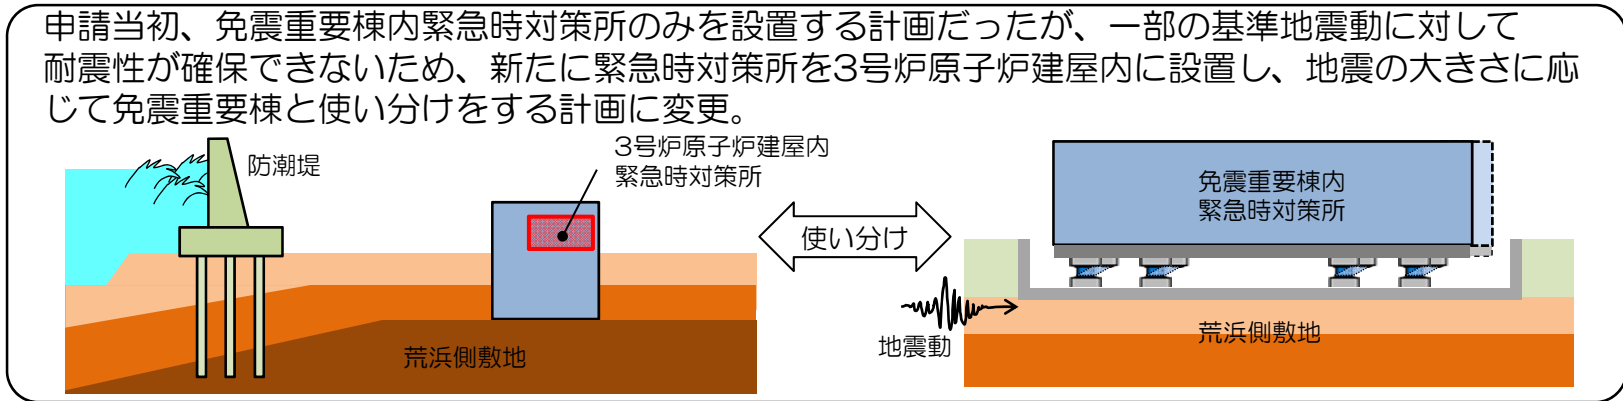 申請当初、免震重要棟内緊急時対策所のみを設置する計画だったが、一部の基準地震動に対して
耐震性が確保できないため、新たに緊急時対策所を3号炉原子炉建屋内に設置し、地震の大きさに応
じて免震重要棟と使い分けをする計画に変更。
防潮堤
3号炉原子炉建屋内
緊急時対策所
荒浜側敷地
使い分け
地震動
免震重要棟内
緊急時対策所
荒浜側敷地